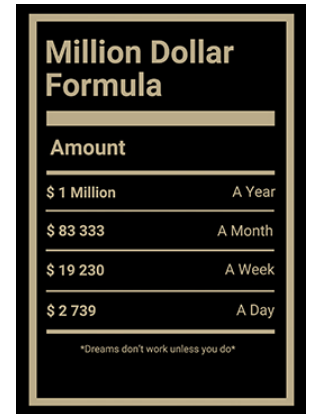 Million Dollar
Formula
Amount
$ 1 Million A Year
$ 83 333 A Month
$ 19 230 A Week
$ 2 739 A Day
*Dreams don't work unless you do*